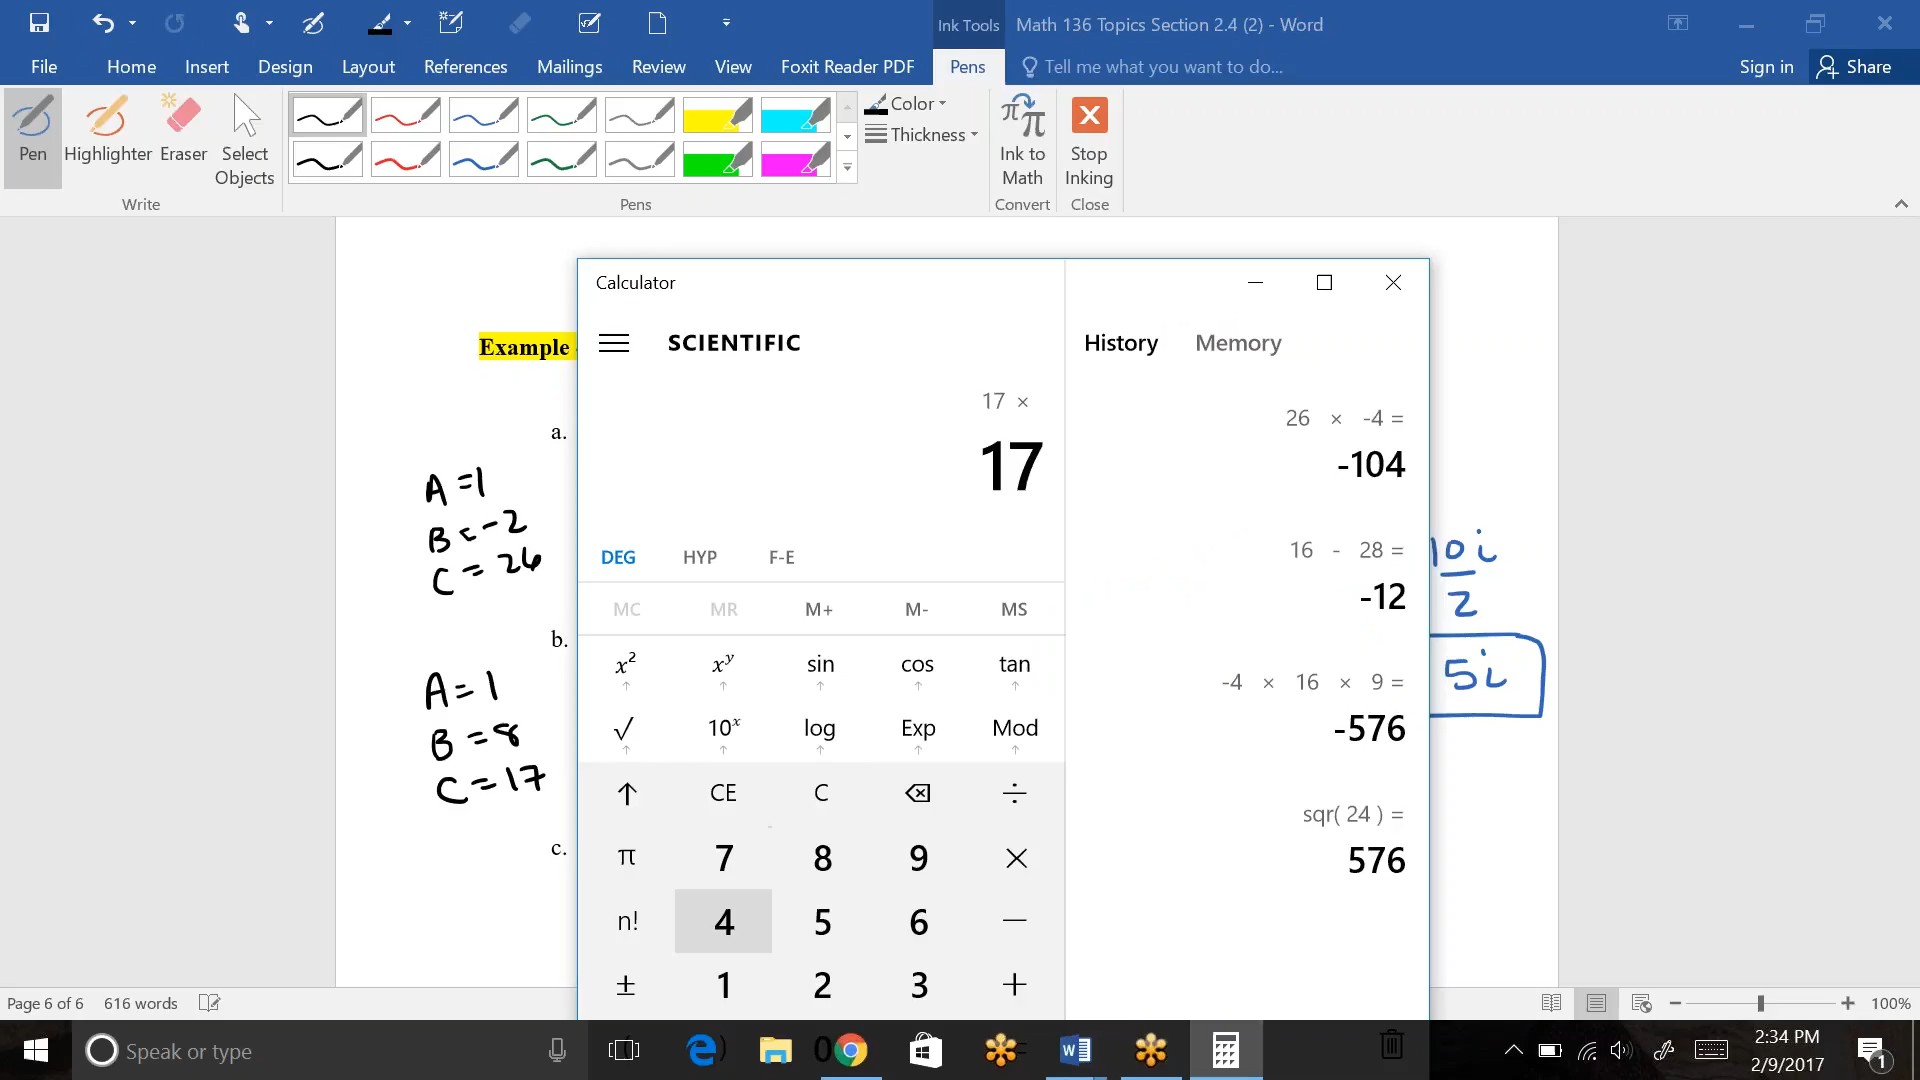 Ink Tools
Math 136 Topics Section 2.4 (2) - Word
File Home Insert Design Layout References Mailings Review View Foxit Reader PDF Pens Tell me what you want to do... Sign in Share
Pen Highlighter Eraser Select Objects
Color
Thickness
Ink to Math
Stop Inking
Write Pens Convert Close
Example
a.
A = 1
B = -2
C = 26
b.
A = 1
B = 8
C = 17
c.
Calculator
SCIENTIFIC
17 ×
17
DEG HYP F-E
MC MR M+ M- MS
x² xʸ sin cos tan
√ 10ˣ log Exp Mod
↑ CE C ÷
π 7 8 9 ×
n! 4 5 6 −
± 1 2 3 +
History Memory
26 × -4 =
-104
16 - 28 =
-12
-4 × 16 × 9 =
-576
sqr( 24 ) =
576
10i
2
5i
Page 6 of 6 616 words
100%
Speak or type
2:34 PM
2/9/2017
1